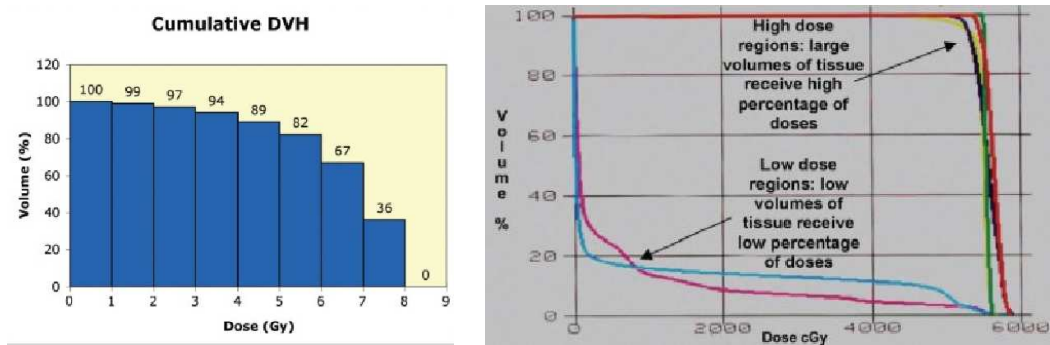 Cumulative DVH
Volume (%)
120
100
80
60
40
20
0
100
99
97
94
89
82
67
36
0
0 1 2 3 4 5 6 7 8 9
Dose (Gy)
Volume %
100
80
60
40
20
0
High dose
regions: large
volumes of tissue
receive high
percentage of
doses
Low dose
regions: low
volumes of
tissue receive
low percentage
of doses
0 2000 4000 6000
Dose cGy